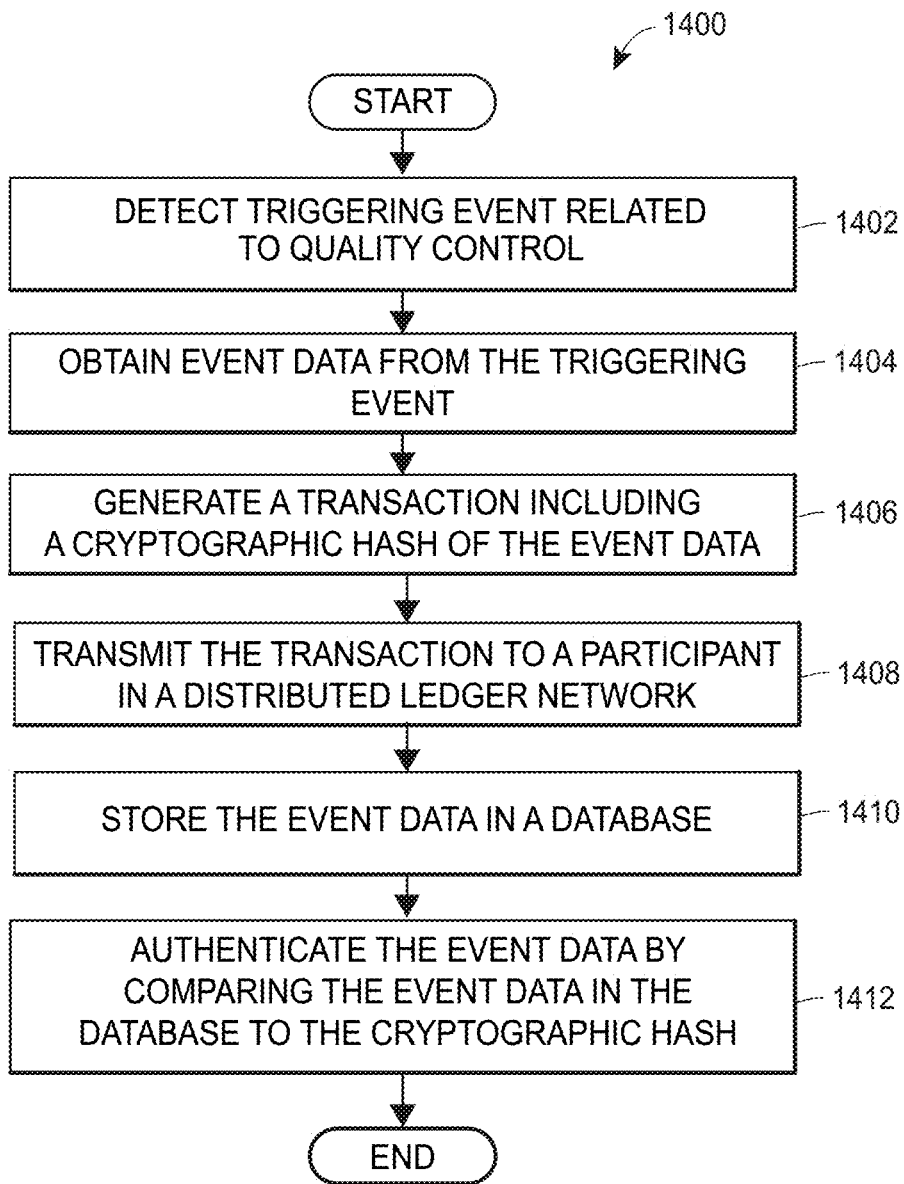 1400
START
DETECT TRIGGERING EVENT RELATED
TO QUALITY CONTROL
1402
OBTAIN EVENT DATA FROM THE TRIGGERING
EVENT
1404
GENERATE A TRANSACTION INCLUDING
A CRYPTOGRAPHIC HASH OF THE EVENT DATA
1406
TRANSMIT THE TRANSACTION TO A PARTICIPANT
IN A DISTRIBUTED LEDGER NETWORK
1408
STORE THE EVENT DATA IN A DATABASE
1410
AUTHENTICATE THE EVENT DATA BY
COMPARING THE EVENT DATA IN THE
DATABASE TO THE CRYPTOGRAPHIC HASH
1412
END